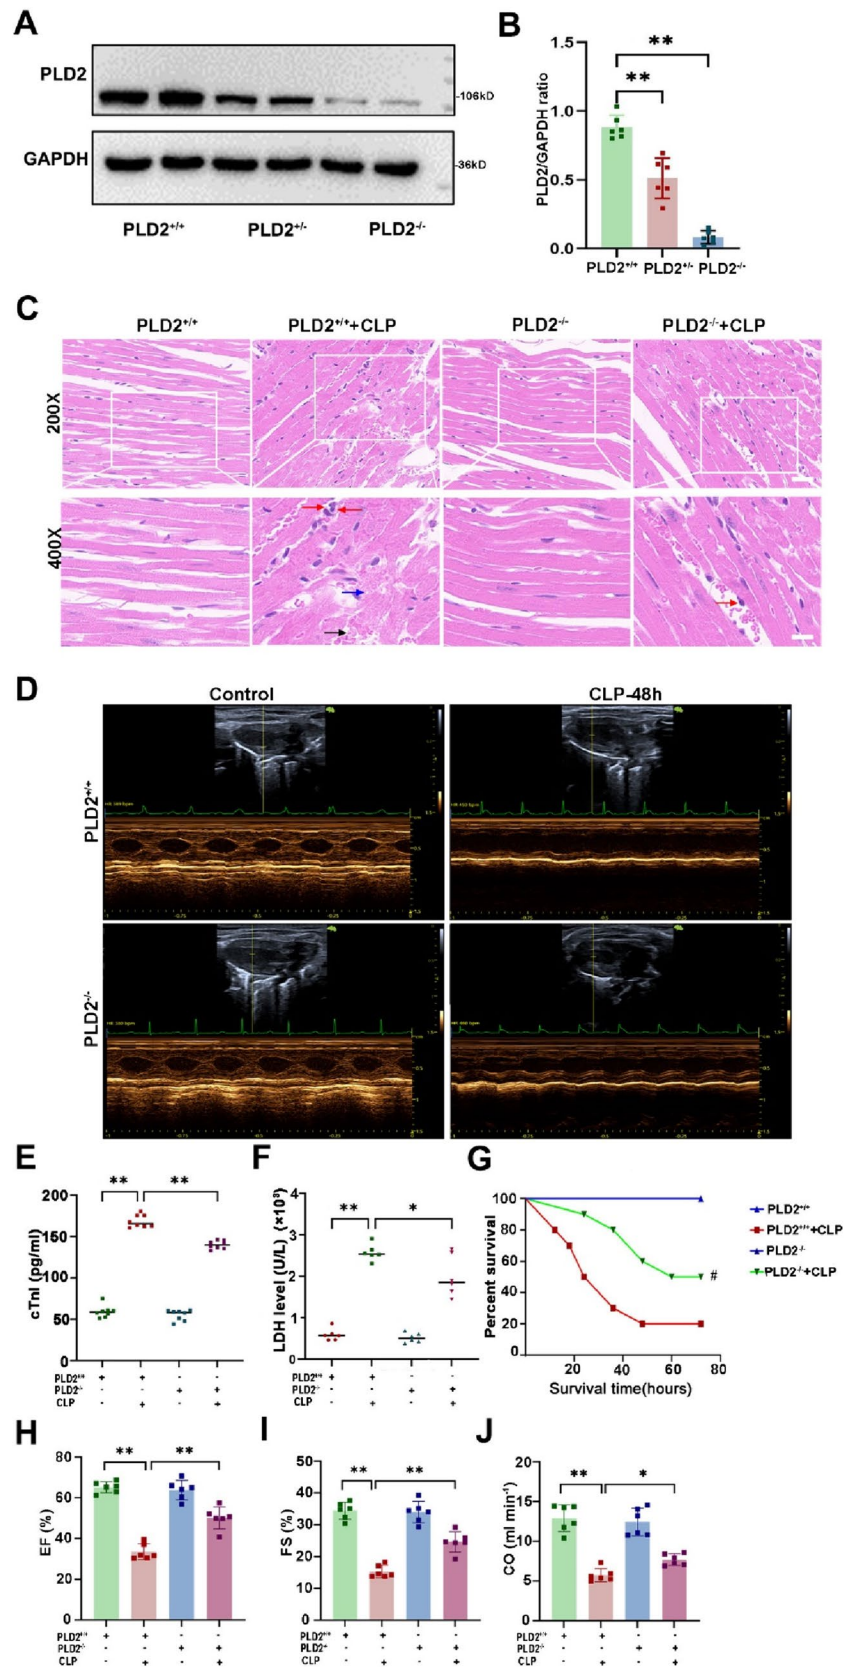 A
PLD2
-106kD
GAPDH
-36kD
PLD2+/+ PLD2+/- PLD2-/-
B
PLD2/GAPDH ratio
1.5
1.0
0.5
0.0
** 
**
PLD2+/+ PLD2+/- PLD2-/-
C
PLD2+/+ PLD2+/++CLP PLD2-/- PLD2-/-+CLP
200X
400X
D
Control CLP-48h
PLD2+/+
PLD2-/-
E
cTnI (pg/ml)
200
150
100
50
0
** **
PLD2+/+ + + - -
PLD2-/- - - + +
CLP - + - +
F
LDH level (U/L) (×10³)
4
3
2
1
0
** *
PLD2+/+ + + - -
PLD2-/- - - + +
CLP - + - +
G
Percent survival
100
80
60
40
20
0
20 40 60 80
Survival time(hours)
#
PLD2+/+
PLD2+/++CLP
PLD2-/-
PLD2-/-+CLP
H
EF (%)
80
60
40
20
0
** **
PLD2+/+ + + - -
PLD2-/- - - + +
CLP - + - +
I
FS (%)
50
40
30
20
10
0
** **
PLD2+/+ + + - -
CLP - + - +
J
CO (ml min-1)
20
15
10
5
0
** *
PLD2+/+ + + - -
PLD2-/- - - + +
CLP - + - +